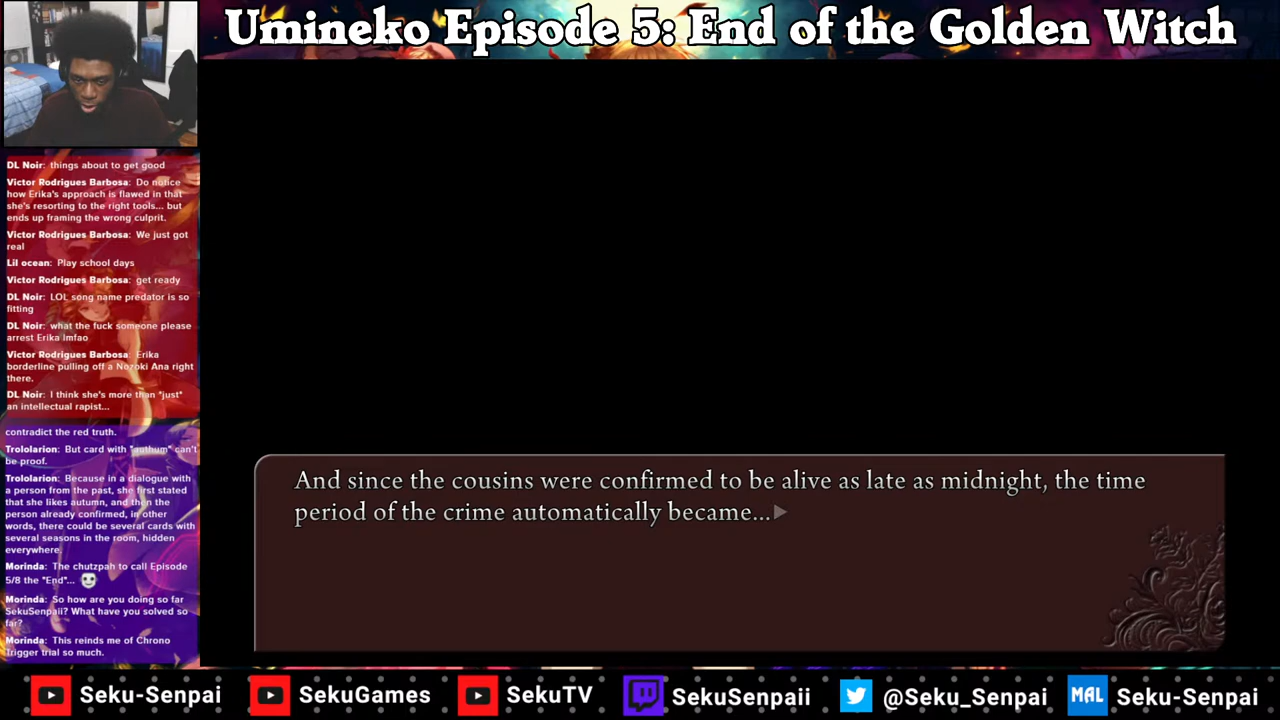 Umineko Episode 5: End of the Golden Witch
DL Noir: things about to get good
Victor Rodrigues Barbosa: Do notice
how Erika's approach is flawed in that
she's resorting to the right tools... but
ends up framing the wrong culprit.
Victor Rodrigues Barbosa: We just got
real
Lil ocean: Play school days
Victor Rodrigues Barbosa: get ready
DL Noir: LOL song name predator is so
fitting
DL Noir: what the fuck someone please
arrest Erika lmfao
Victor Rodrigues Barbosa: Erika
borderline pulling off a Nozoki Ana right
there.
DL Noir: I think she's more than *just*
an intellectual rapist...
contradict the red truth.
Trololarion: But card with "authum" can't
be proof.
Trololarion: Because in a dialogue with
a person from the past, she first stated
that she likes autumn, and then the
person already confirmed, in other
words, there could be several cards with
several seasons in the room, hidden
everywhere.
Morinda: The chutzpah to call Episode
5/8 the "End"...
Morinda: So how are you doing so far
SekuSenpaii? What have you solved so
far?
Morinda: This reinds me of Chrono
Trigger trial so much.
And since the cousins were confirmed to be alive as late as midnight, the time
period of the crime automatically became...
Seku-Senpai
SekuGames
SekuTV
SekuSenpaii
@Seku_Senpai
MAL
Seku-Senpai